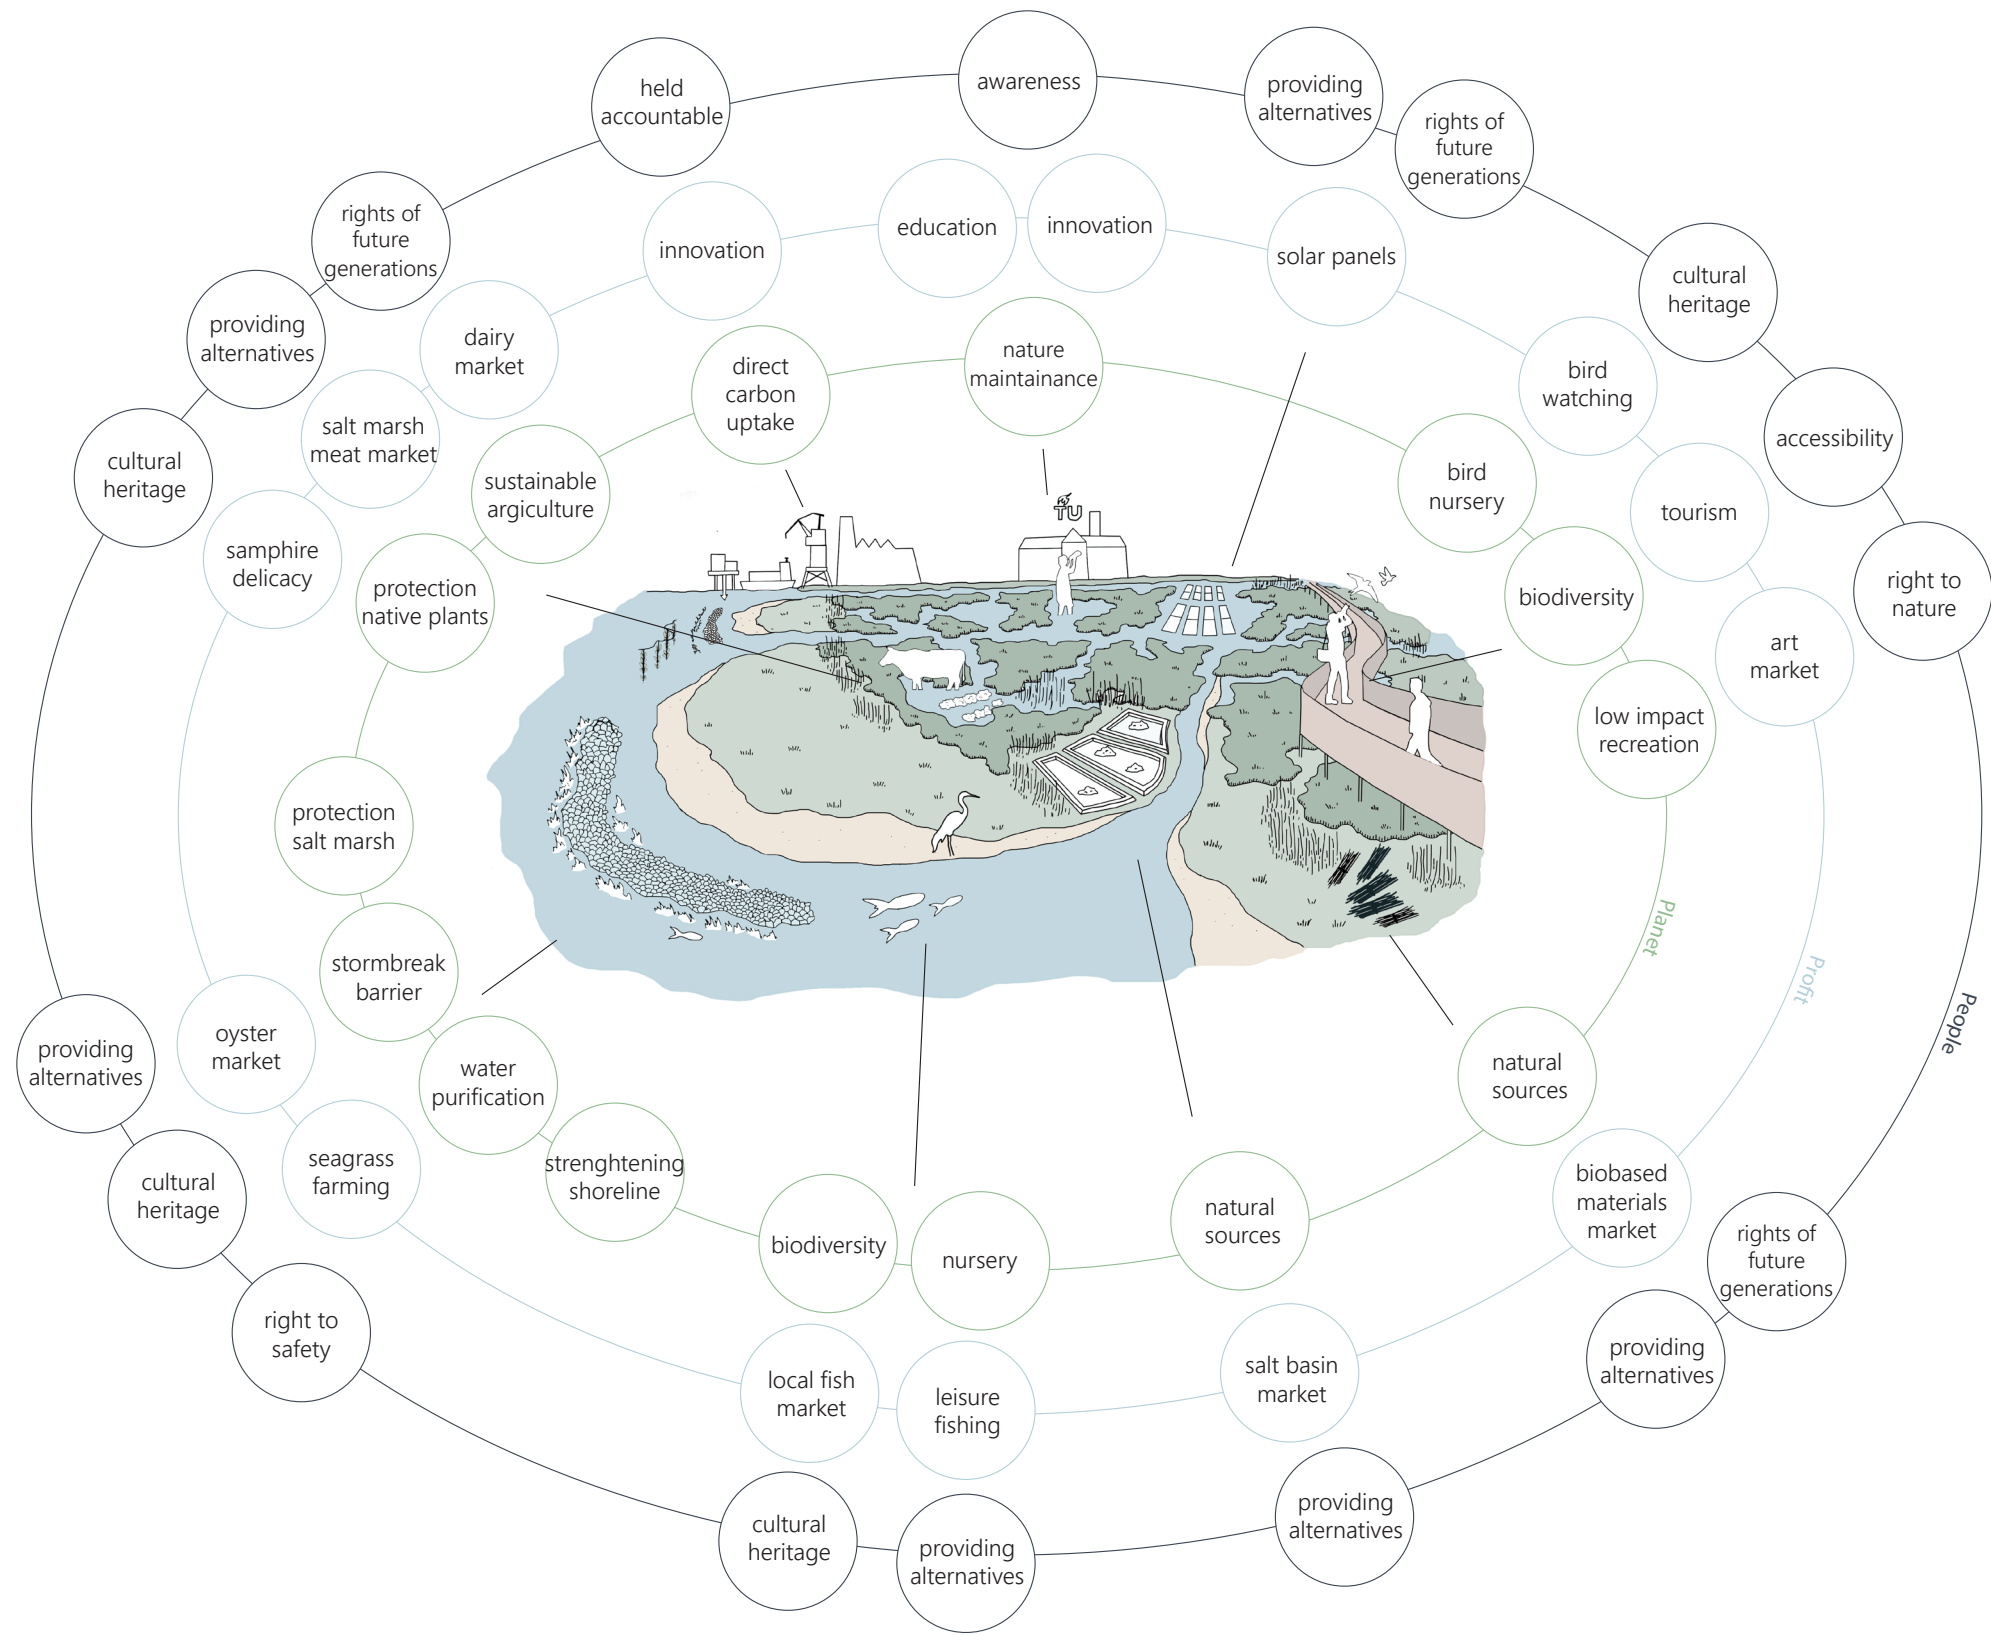 held
accountable
awareness
providing
alternatives
rights of
future
generations
rights of
future
generations
cultural
heritage
providing
alternatives
accessibility
cultural
heritage
right to
nature
innovation
education
innovation
solar panels
dairy
market
bird
watching
salt marsh
meat market
tourism
samphire
delicacy
art
market
direct
carbon
uptake
nature
maintainance
sustainable
argiculture
bird
nursery
protection
native plants
biodiversity
low impact
recreation
protection
salt marsh
stormbreak
barrier
water
purification
strenghtening
shoreline
biodiversity
nursery
natural
sources
natural
sources
TU
Planet
Profit
People
oyster
market
seagrass
farming
local fish
market
leisure
fishing
salt basin
market
biobased
materials
market
providing
alternatives
cultural
heritage
right to
safety
cultural
heritage
providing
alternatives
providing
alternatives
providing
alternatives
rights of
future
generations